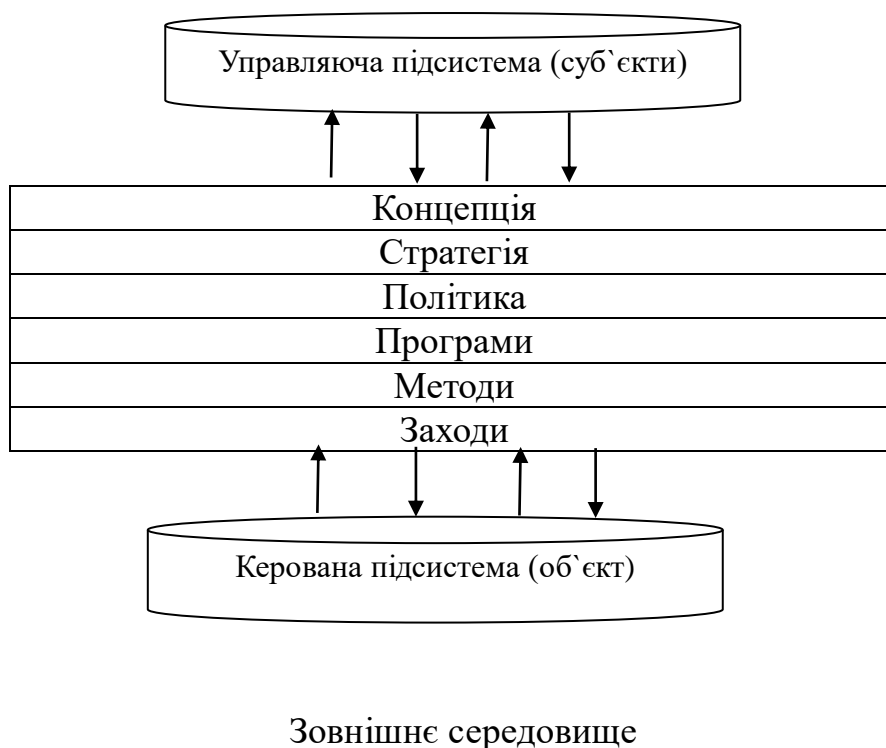 Управляюча підсистема (суб`єкти)
Концепція
Стратегія
Політика
Програми
Методи
Заходи
Керована підсистема (об`єкт)
Зовнішнє середовище